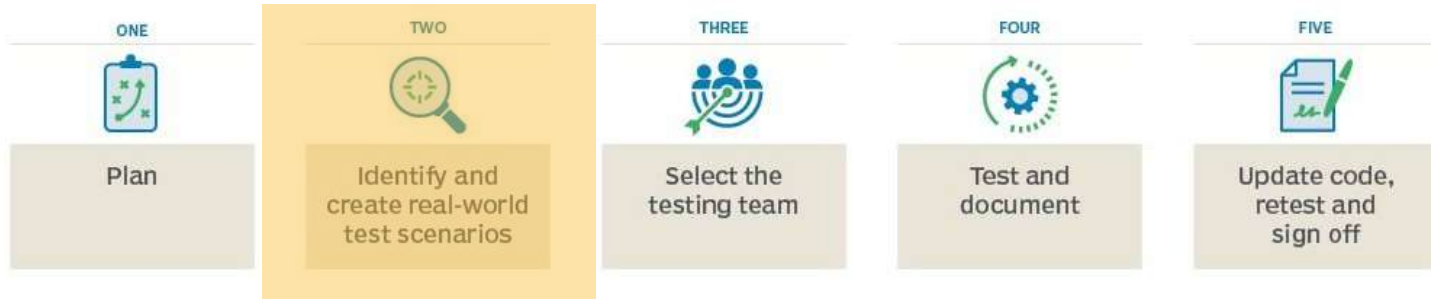 ONE
Plan
TWO
Identify and
create real-world
test scenarios
THREE
Select the
testing team
FOUR
Test and
document
FIVE
Update code,
retest and
sign off